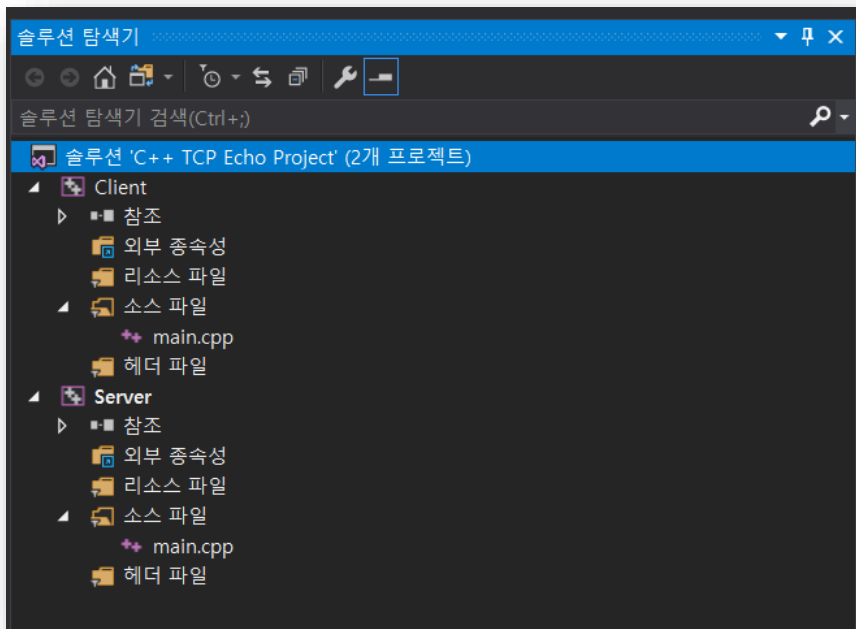 솔루션 탐색기
솔루션 탐색기 검색(Ctrl+;)
솔루션 'C++ TCP Echo Project' (2개 프로젝트)
Client
참조
외부 종속성
리소스 파일
소스 파일
main.cpp
헤더 파일
Server
참조
외부 종속성
리소스 파일
소스 파일
main.cpp
헤더 파일